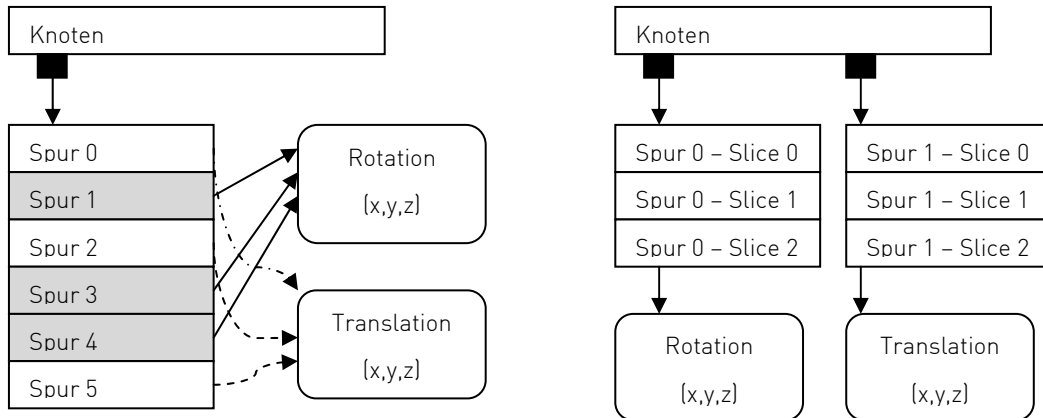 Knoten
Spur 0
Spur 1
Spur 2
Spur 3
Spur 4
Spur 5
Rotation
(x,y,z)
Translation
(x,y,z)
Knoten
Spur 0 – Slice 0
Spur 0 – Slice 1
Spur 0 – Slice 2
Spur 1 – Slice 0
Spur 1 – Slice 1
Spur 1 – Slice 2
Rotation
(x,y,z)
Translation
(x,y,z)